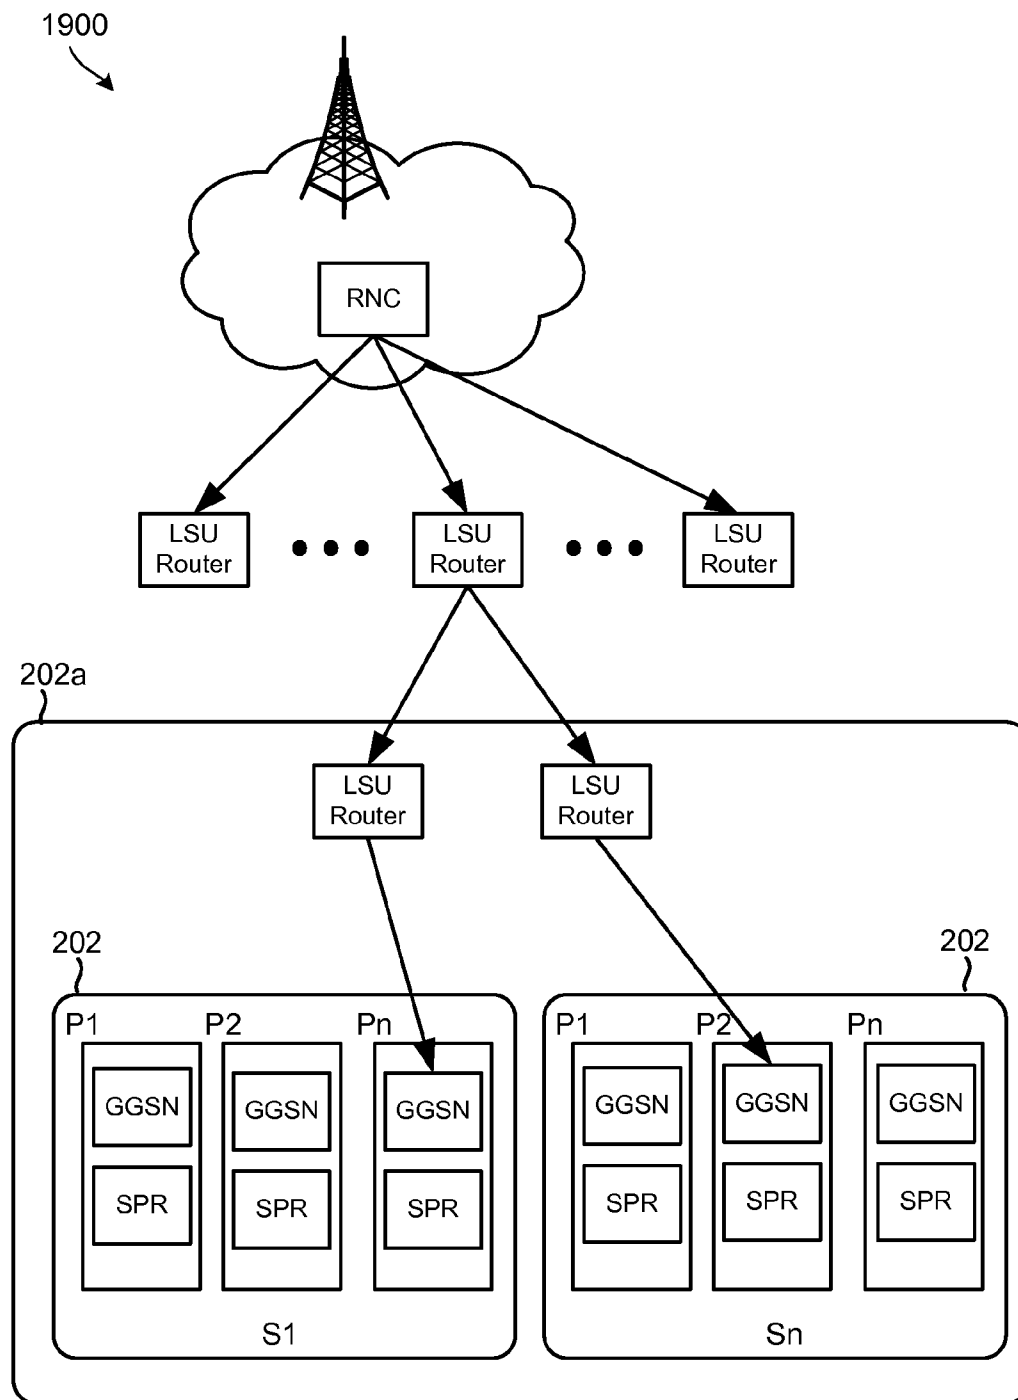 1900
RNC
LSU
Router
LSU
Router
LSU
Router
202a
LSU
Router
LSU
Router
202
202
P1
P2
Pn
P1
P2
Pn
GGSN
GGSN
GGSN
GGSN
GGSN
GGSN
SPR
SPR
SPR
SPR
SPR
SPR
S1
Sn